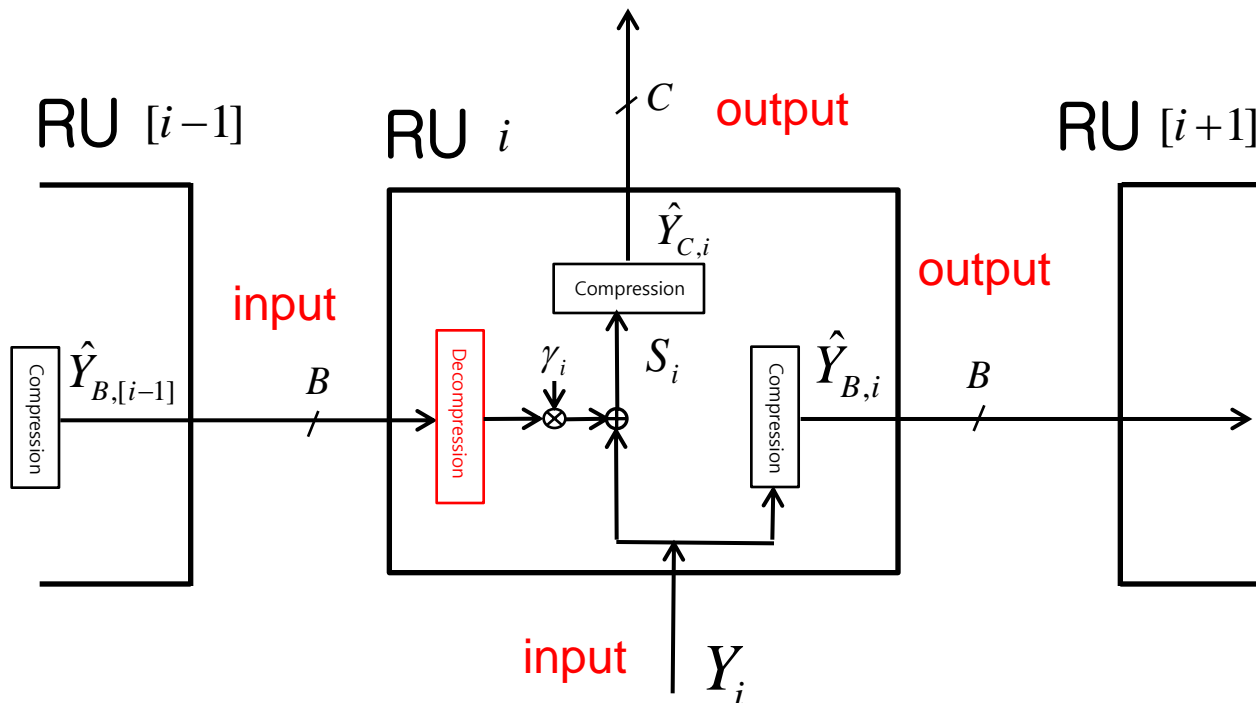 C
output
RU [i−1]
RU i
RU [i+1]
Ŷ_{C,i}
output
Compression
input
Compression
Ŷ_{B,[i−1]}
B
Decompression
γ_i
S_i
Compression
Ŷ_{B,i}
B
input
Y_i